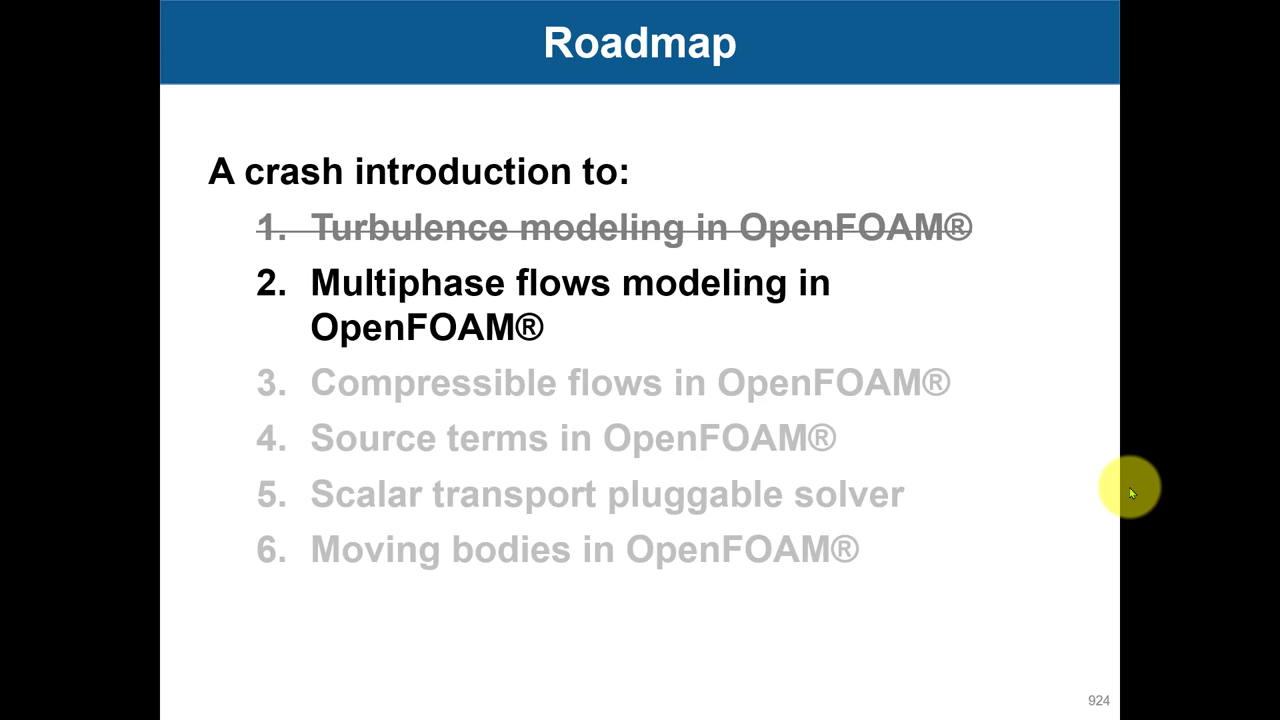 Roadmap
A crash introduction to:
1. Turbulence modeling in OpenFOAM®
2. Multiphase flows modeling in
OpenFOAM®
3. Compressible flows in OpenFOAM®
4. Source terms in OpenFOAM®
5. Scalar transport pluggable solver
6. Moving bodies in OpenFOAM®
924